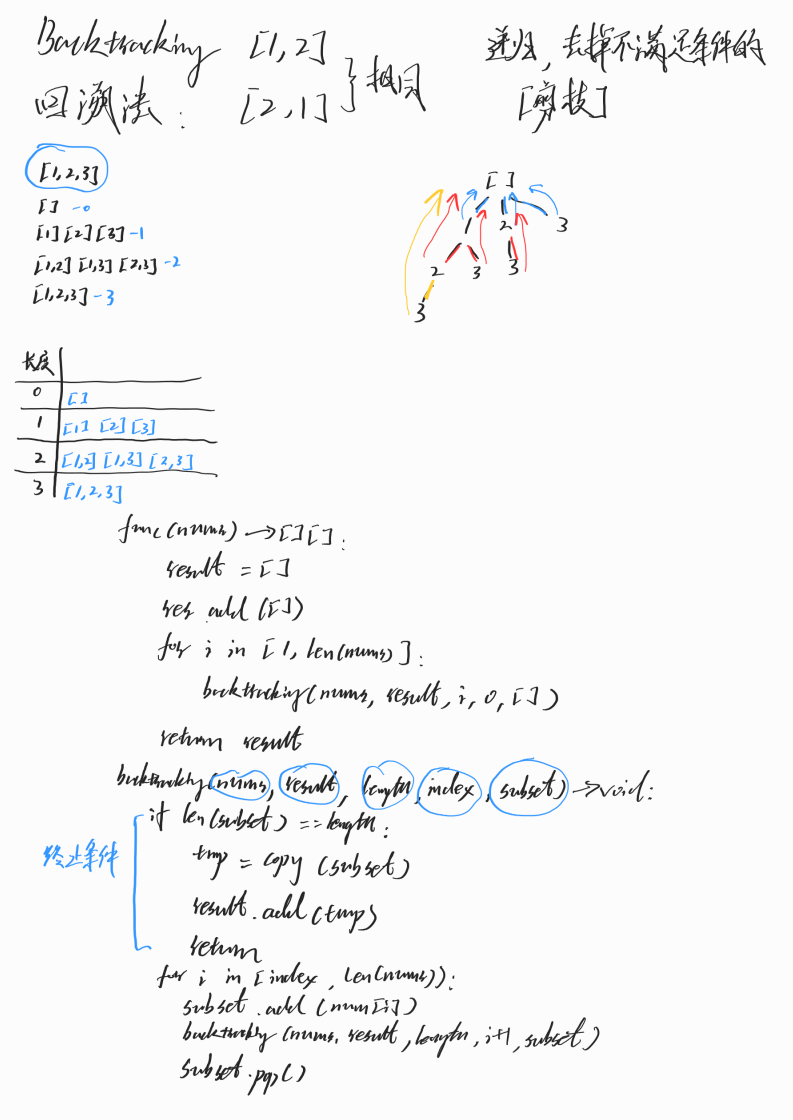 Backtracking [1,2] } 相同 递归, 去掉不满足条件的
回溯法: [2,1] [剪枝]
[1,2,3]
[] -0
[1] [2] [3] -1
[1,2] [1,3] [2,3] -2
[1,2,3] -3
[]
1 2 3
2 3 3
3
长度
0 []
1 [1] [2] [3]
2 [1,2] [1,3] [2,3]
3 [1,2,3]
func(nums) → [][]:
result = []
res.add([])
for i in [1, len(nums)]:
backtracking(nums, result, i, 0, [])
return result
backtracking(nums, result, length, index, subset) → void:
if len(subset) == length:
终止条件
tmp = copy (subset)
result.add(tmp)
return
for i in [index, len(nums)):
subset.add(num[i])
backtracking(nums, result, length, i+1, subset)
subset.pop()